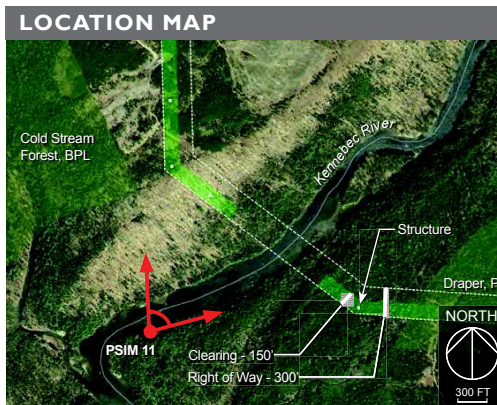 LOCATION MAP
Cold Stream
Forest, BPL
Kennebec River
Structure
Draper, P
NORTH
PSIM 11
Clearing - 150'
Right of Way - 300'
300 FT